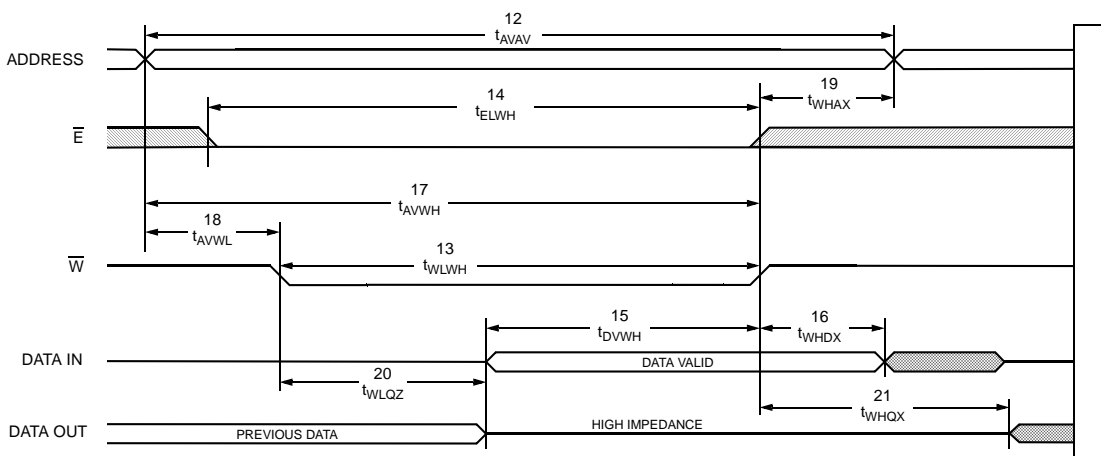 12
tAVAV
ADDRESS
19
tWHAX
14
tELWH
E̅
17
tAVWH
18
tAVWL
13
tWLWH
W̅
15
tDVWH
16
tWHDX
DATA IN
DATA VALID
20
tWLQZ
21
tWHQX
DATA OUT
PREVIOUS DATA
HIGH IMPEDANCE